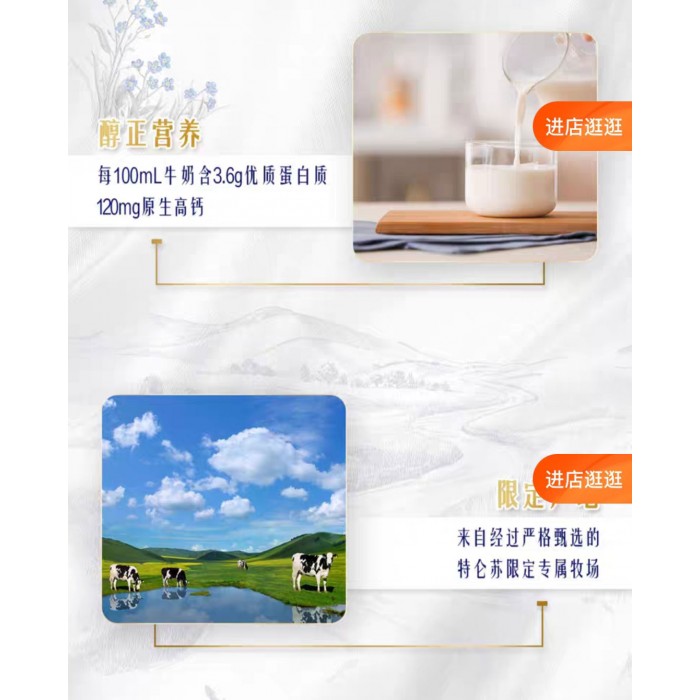 醇正营养
进店逛逛
每100mL牛奶含3.6g优质蛋白质
120mg原生高钙
进店逛逛
限定
来自经过严格甄选的
特仑苏限定专属牧场